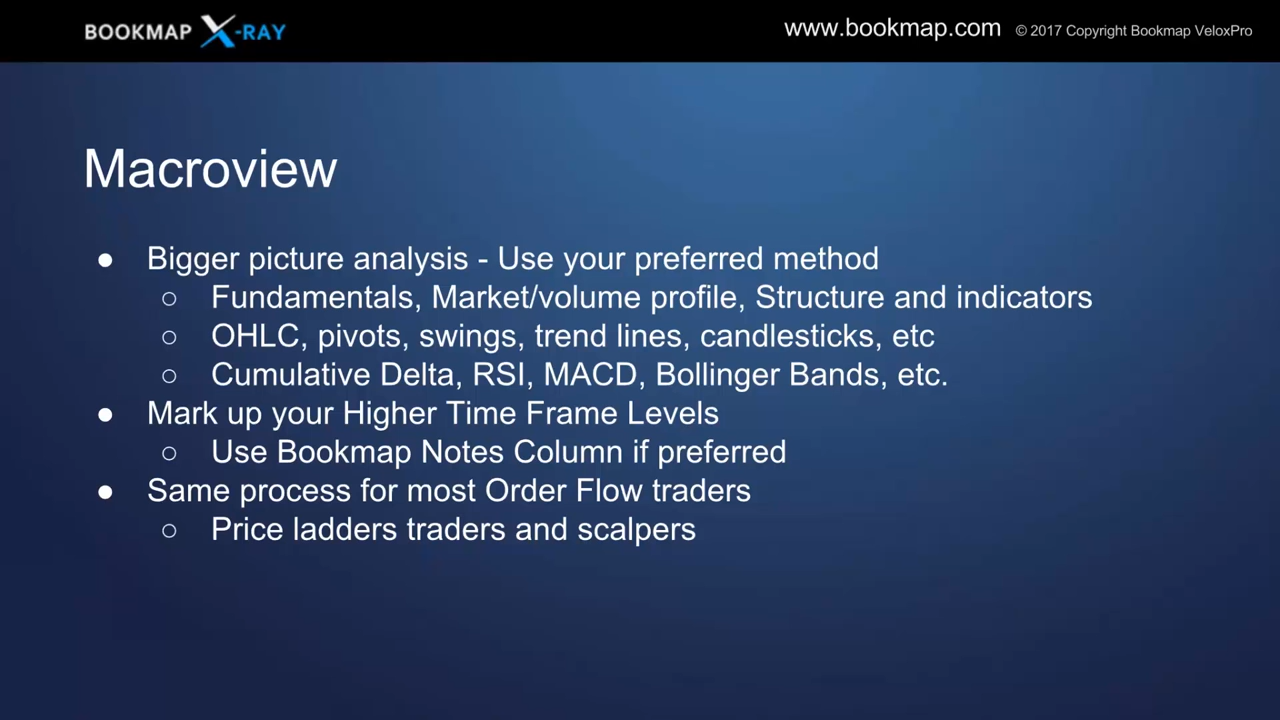 BOOKMAP X-RAY
www.bookmap.com © 2017 Copyright Bookmap VeloxPro
Macroview
● Bigger picture analysis - Use your preferred method
○ Fundamentals, Market/volume profile, Structure and indicators
○ OHLC, pivots, swings, trend lines, candlesticks, etc
○ Cumulative Delta, RSI, MACD, Bollinger Bands, etc.
● Mark up your Higher Time Frame Levels
○ Use Bookmap Notes Column if preferred
● Same process for most Order Flow traders
○ Price ladders traders and scalpers